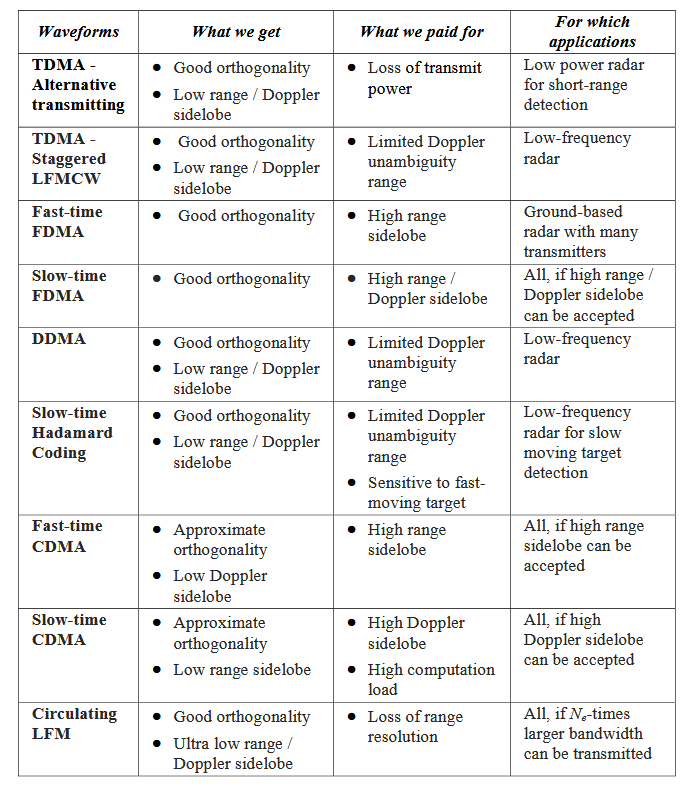 Waveforms What we get What we paid for For which
applications
TDMA -
Alternative
transmitting
● Good orthogonality
● Low range / Doppler
sidelobe
● Loss of transmit
power
Low power radar
for short-range
detection
TDMA -
Staggered
LFMCW
● Good orthogonality
● Low range / Doppler
sidelobe
● Limited Doppler
unambiguity
range
Low-frequency
radar
Fast-time
FDMA
● Good orthogonality
● High range
sidelobe
Ground-based
radar with many
transmitters
Slow-time
FDMA
● Good orthogonality
● High range /
Doppler sidelobe
All, if high range /
Doppler sidelobe
can be accepted
DDMA
● Good orthogonality
● Low range / Doppler
sidelobe
● Limited Doppler
unambiguity
range
Low-frequency
radar
Slow-time
Hadamard
Coding
● Good orthogonality
● Low range / Doppler
sidelobe
● Limited Doppler
unambiguity
range
● Sensitive to fast-
moving target
Low-frequency
radar for slow
moving target
detection
Fast-time
CDMA
● Approximate
orthogonality
● Low Doppler
sidelobe
● High range
sidelobe
All, if high range
sidelobe can be
accepted
Slow-time
CDMA
● Approximate
orthogonality
● Low range sidelobe
● High Doppler
sidelobe
● High computation
load
All, if high
Doppler sidelobe
can be accepted
Circulating
LFM
● Good orthogonality
● Ultra low range /
Doppler sidelobe
● Loss of range
resolution
All, if Ne-times
larger bandwidth
can be transmitted